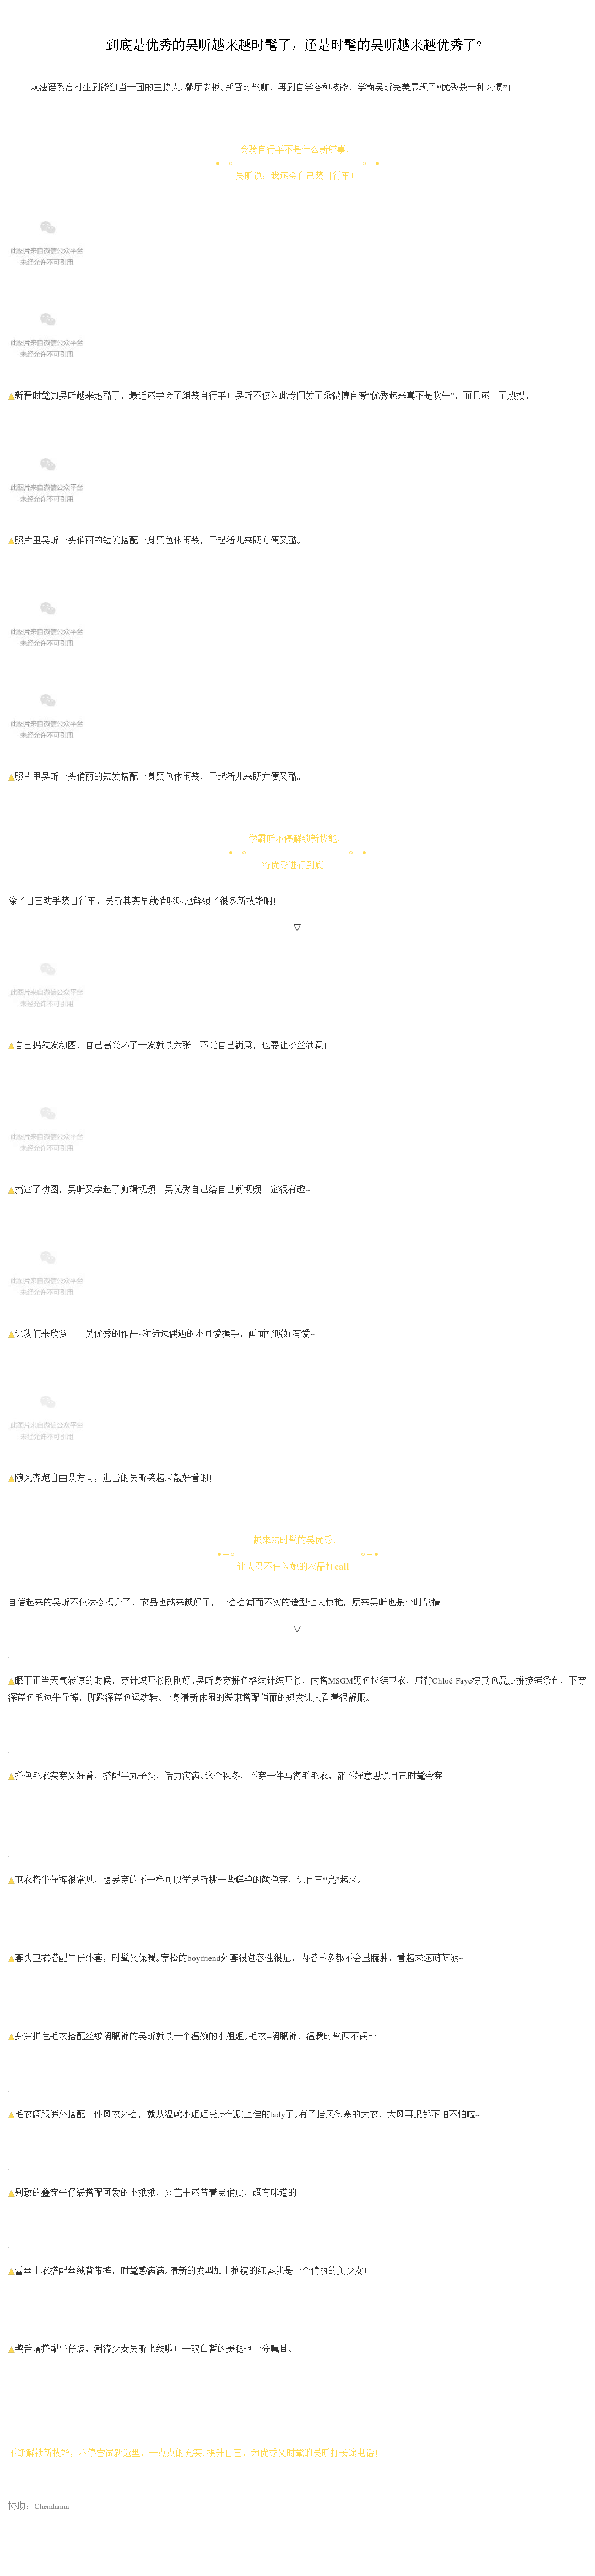 到底是优秀的吴昕越来越时髦了，还是时髦的吴昕越来越优秀了？
从法语系高材生到能独当一面的主持人、餐厅老板、新晋时髦咖，再到自学各种技能，学霸吴昕完美展现了“优秀是一种习惯”！
会骑自行车不是什么新鲜事，
吴昕说：我还会自己装自行车！
此图片来自微信公众平台
未经允许不可引用
此图片来自微信公众平台
未经允许不可引用
▲新晋时髦咖吴昕越来越酷了，最近还学会了组装自行车！吴昕不仅为此专门发了条微博自夸“优秀起来真不是吹牛”，而且还上了热搜。
此图片来自微信公众平台
未经允许不可引用
▲照片里吴昕一头俏丽的短发搭配一身黑色休闲装，干起活儿来既方便又酷。
此图片来自微信公众平台
未经允许不可引用
此图片来自微信公众平台
未经允许不可引用
▲照片里吴昕一头俏丽的短发搭配一身黑色休闲装，干起活儿来既方便又酷。
学霸昕不停解锁新技能，
将优秀进行到底！
除了自己动手装自行车，吴昕其实早就悄咪咪地解锁了很多新技能哟！
▽
此图片来自微信公众平台
未经允许不可引用
▲自己捣鼓发动图，自己高兴坏了一发就是六张！不光自己满意，也要让粉丝满意！
此图片来自微信公众平台
未经允许不可引用
▲搞定了动图，吴昕又学起了剪辑视频！吴优秀自己给自己剪视频一定很有趣~
此图片来自微信公众平台
未经允许不可引用
▲让我们来欣赏一下吴优秀的作品~和街边偶遇的小可爱握手，画面好暖好有爱~
此图片来自微信公众平台
未经允许不可引用
▲随风奔跑自由是方向，进击的吴昕笑起来敲好看的！
越来越时髦的吴优秀，
让人忍不住为她的衣品打call！
自信起来的吴昕不仅状态提升了，衣品也越来越好了，一套套潮而不实的造型让人惊艳，原来吴昕也是个时髦精！
▽
▲眼下正当天气转凉的时候，穿针织开衫刚刚好。吴昕身穿拼色格纹针织开衫，内搭MSGM黑色拉链卫衣，肩背Chloé Faye棕黄色麂皮拼接链条包，下穿
深蓝色毛边牛仔裤，脚踩深蓝色运动鞋。一身清新休闲的装束搭配俏丽的短发让人看着很舒服。
▲拼色毛衣实穿又好看，搭配半丸子头，活力满满。这个秋冬，不穿一件马海毛毛衣，都不好意思说自己时髦会穿！
▲卫衣搭牛仔裤很常见，想要穿的不一样可以学吴昕挑一些鲜艳的颜色穿，让自己“亮”起来。
▲套头卫衣搭配牛仔外套，时髦又保暖。宽松的boyfriend外套很包容性很足，内搭再多都不会显臃肿，看起来还萌萌哒~
▲身穿拼色毛衣搭配丝绒阔腿裤的吴昕就是一个温婉的小姐姐。毛衣+阔腿裤，温暖时髦两不误～
▲毛衣阔腿裤外搭配一件风衣外套，就从温婉小姐姐变身气质上佳的lady了。有了挡风御寒的大衣，大风再狠都不怕不怕啦~
▲别致的叠穿牛仔装搭配可爱的小揪揪，文艺中还带着点俏皮，超有味道的！
▲蕾丝上衣搭配丝绒背带裤，时髦感满满。清新的发型加上抢镜的红唇就是一个俏丽的美少女！
▲鸭舌帽搭配牛仔装，潮流少女吴昕上线啦！一双白皙的美腿也十分瞩目。
不断解锁新技能，不停尝试新造型，一点点的充实、提升自己，为优秀又时髦的吴昕打长途电话！
协助：Chendanna